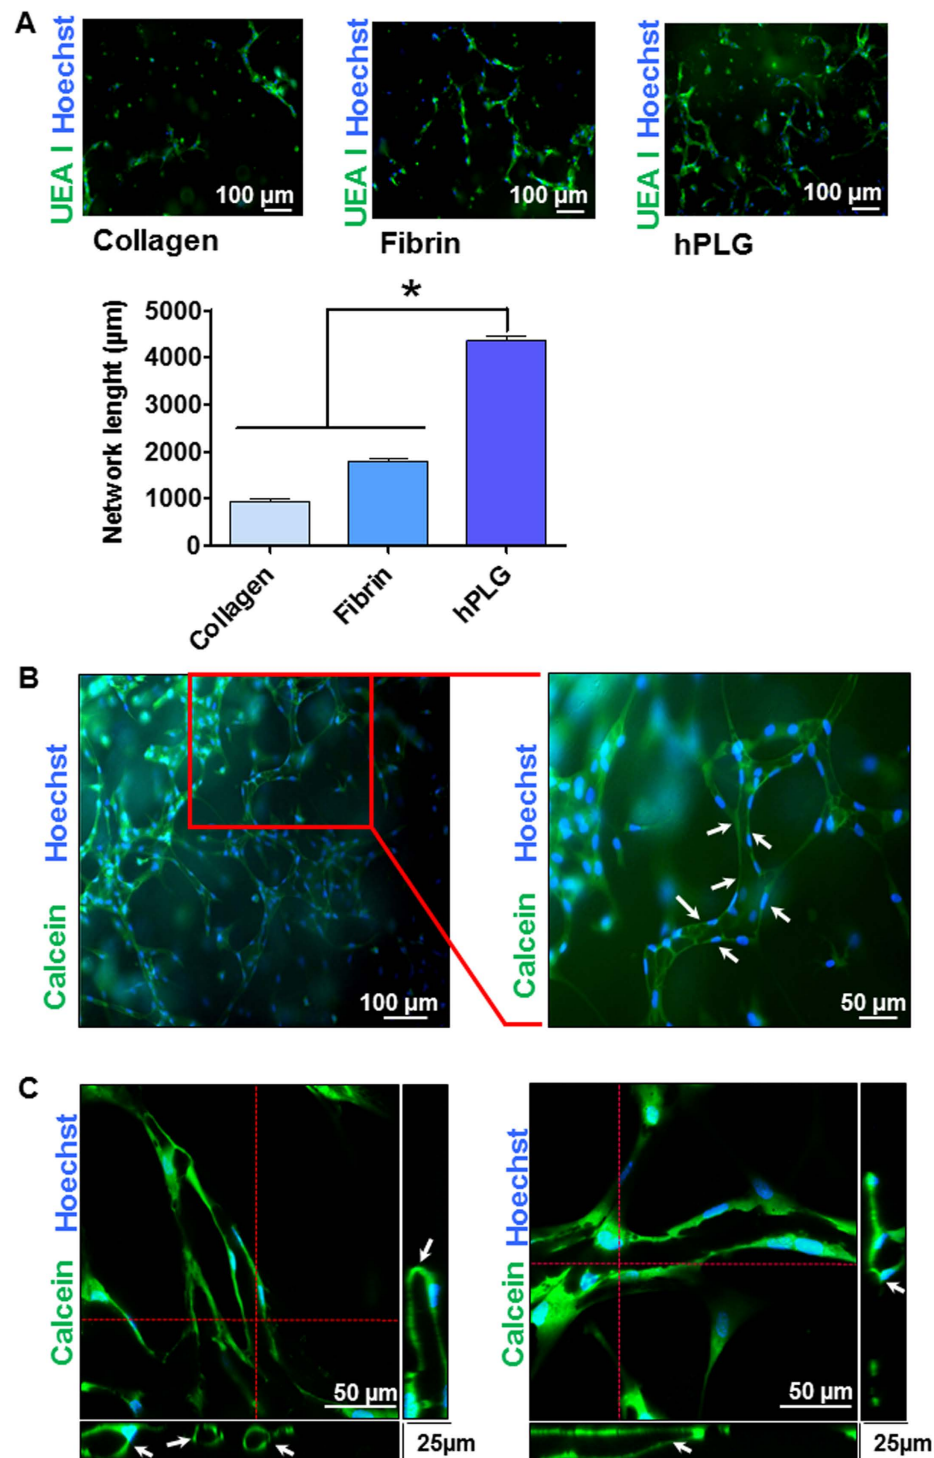 A
UEA I Hoechst
100 µm
Collagen
UEA I Hoechst
100 µm
Fibrin
UEA I Hoechst
100 µm
hPLG
Network lenght (µm)
5000
4000
3000
2000
1000
0
*
Collagen
Fibrin
hPLG
B
Calcein Hoechst
100 µm
Calcein Hoechst
50 µm
C
Calcein Hoechst
50 µm
25µm
Calcein Hoechst
50 µm
25µm